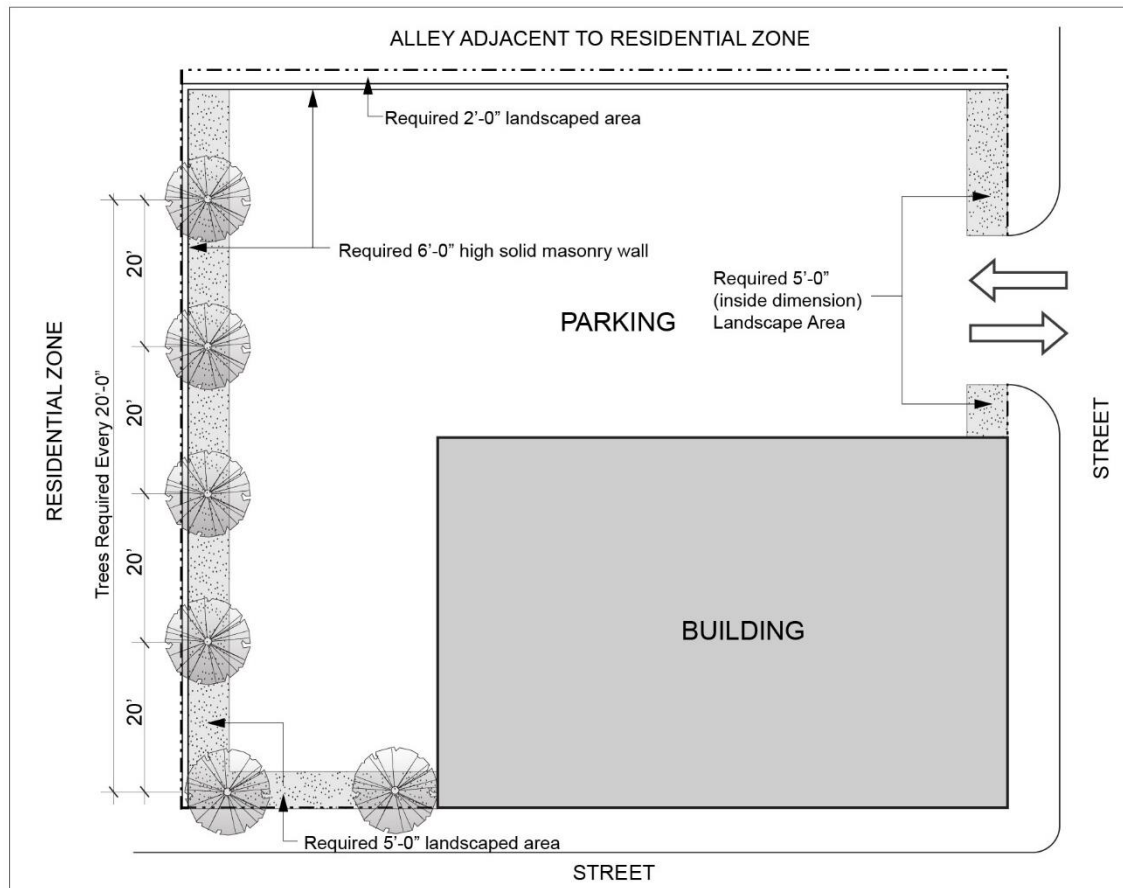 ALLEY ADJACENT TO RESIDENTIAL ZONE
Required 2’-0” landscaped area
Required 6’-0” high solid masonry wall
Required 5’-0”
(inside dimension)
Landscape Area
PARKING
RESIDENTIAL ZONE
Trees Required Every 20’-0”
20’
20’
20’
20’
STREET
BUILDING
Required 5’-0” landscaped area
STREET